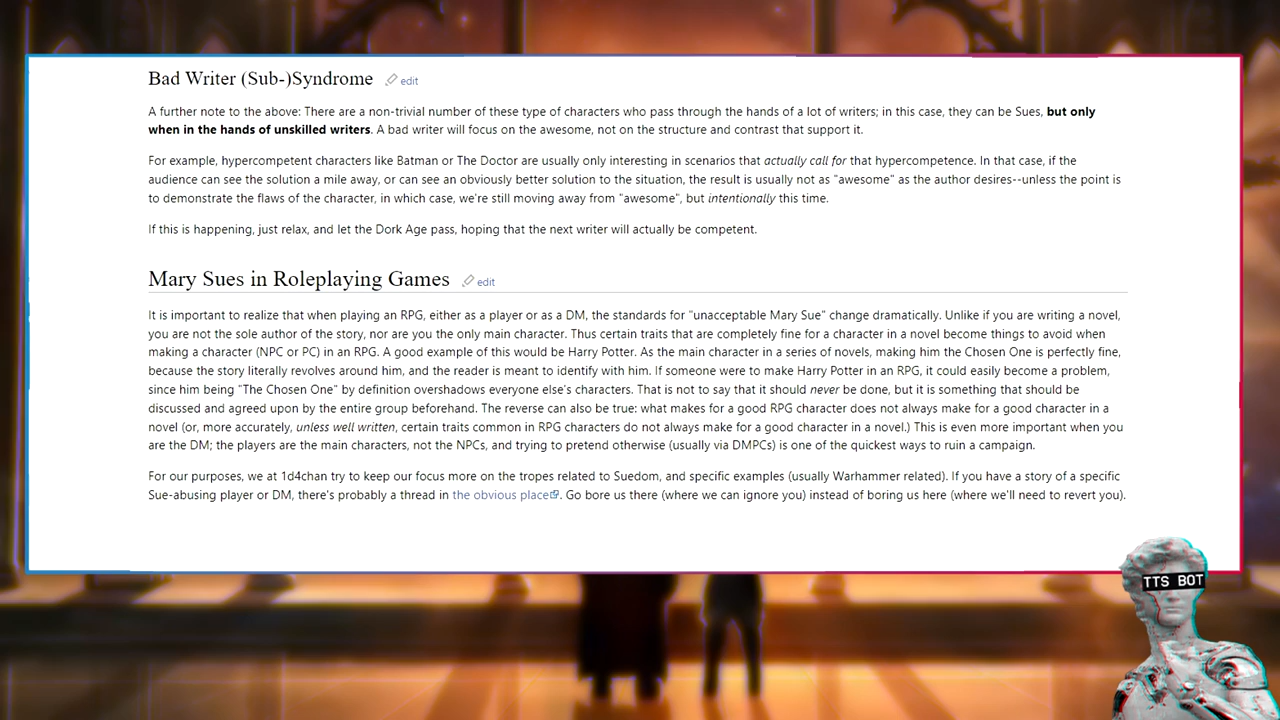 Bad Writer (Sub-)Syndrome edit
A further note to the above: There are a non-trivial number of these type of characters who pass through the hands of a lot of writers; in this case, they can be Sues, but only
when in the hands of unskilled writers. A bad writer will focus on the awesome, not on the structure and contrast that support it.
For example, hypercompetent characters like Batman or The Doctor are usually only interesting in scenarios that actually call for that hypercompetence. In that case, if the
audience can see the solution a mile away, or can see an obviously better solution to the situation, the result is usually not as "awesome" as the author desires--unless the point is
to demonstrate the flaws of the character, in which case, we're still moving away from "awesome", but intentionally this time.
If this is happening, just relax, and let the Dork Age pass, hoping that the next writer will actually be competent.
Mary Sues in Roleplaying Games edit
It is important to realize that when playing an RPG, either as a player or as a DM, the standards for "unacceptable Mary Sue" change dramatically. Unlike if you are writing a novel,
you are not the sole author of the story, nor are you the only main character. Thus certain traits that are completely fine for a character in a novel become things to avoid when
making a character (NPC or PC) in an RPG. A good example of this would be Harry Potter. As the main character in a series of novels, making him the Chosen One is perfectly fine,
because the story literally revolves around him, and the reader is meant to identify with him. If someone were to make Harry Potter in an RPG, it could easily become a problem,
since him being "The Chosen One" by definition overshadows everyone else's characters. That is not to say that it should never be done, but it is something that should be
discussed and agreed upon by the entire group beforehand. The reverse can also be true: what makes for a good RPG character does not always make for a good character in a
novel (or, more accurately, unless well written, certain traits common in RPG characters do not always make for a good character in a novel.) This is even more important when you
are the DM; the players are the main characters, not the NPCs, and trying to pretend otherwise (usually via DMPCs) is one of the quickest ways to ruin a campaign.
For our purposes, we at 1d4chan try to keep our focus more on the tropes related to Suedom, and specific examples (usually Warhammer related). If you have a story of a specific
Sue-abusing player or DM, there's probably a thread in the obvious place. Go bore us there (where we can ignore you) instead of boring us here (where we'll need to revert you).
TTS BOT